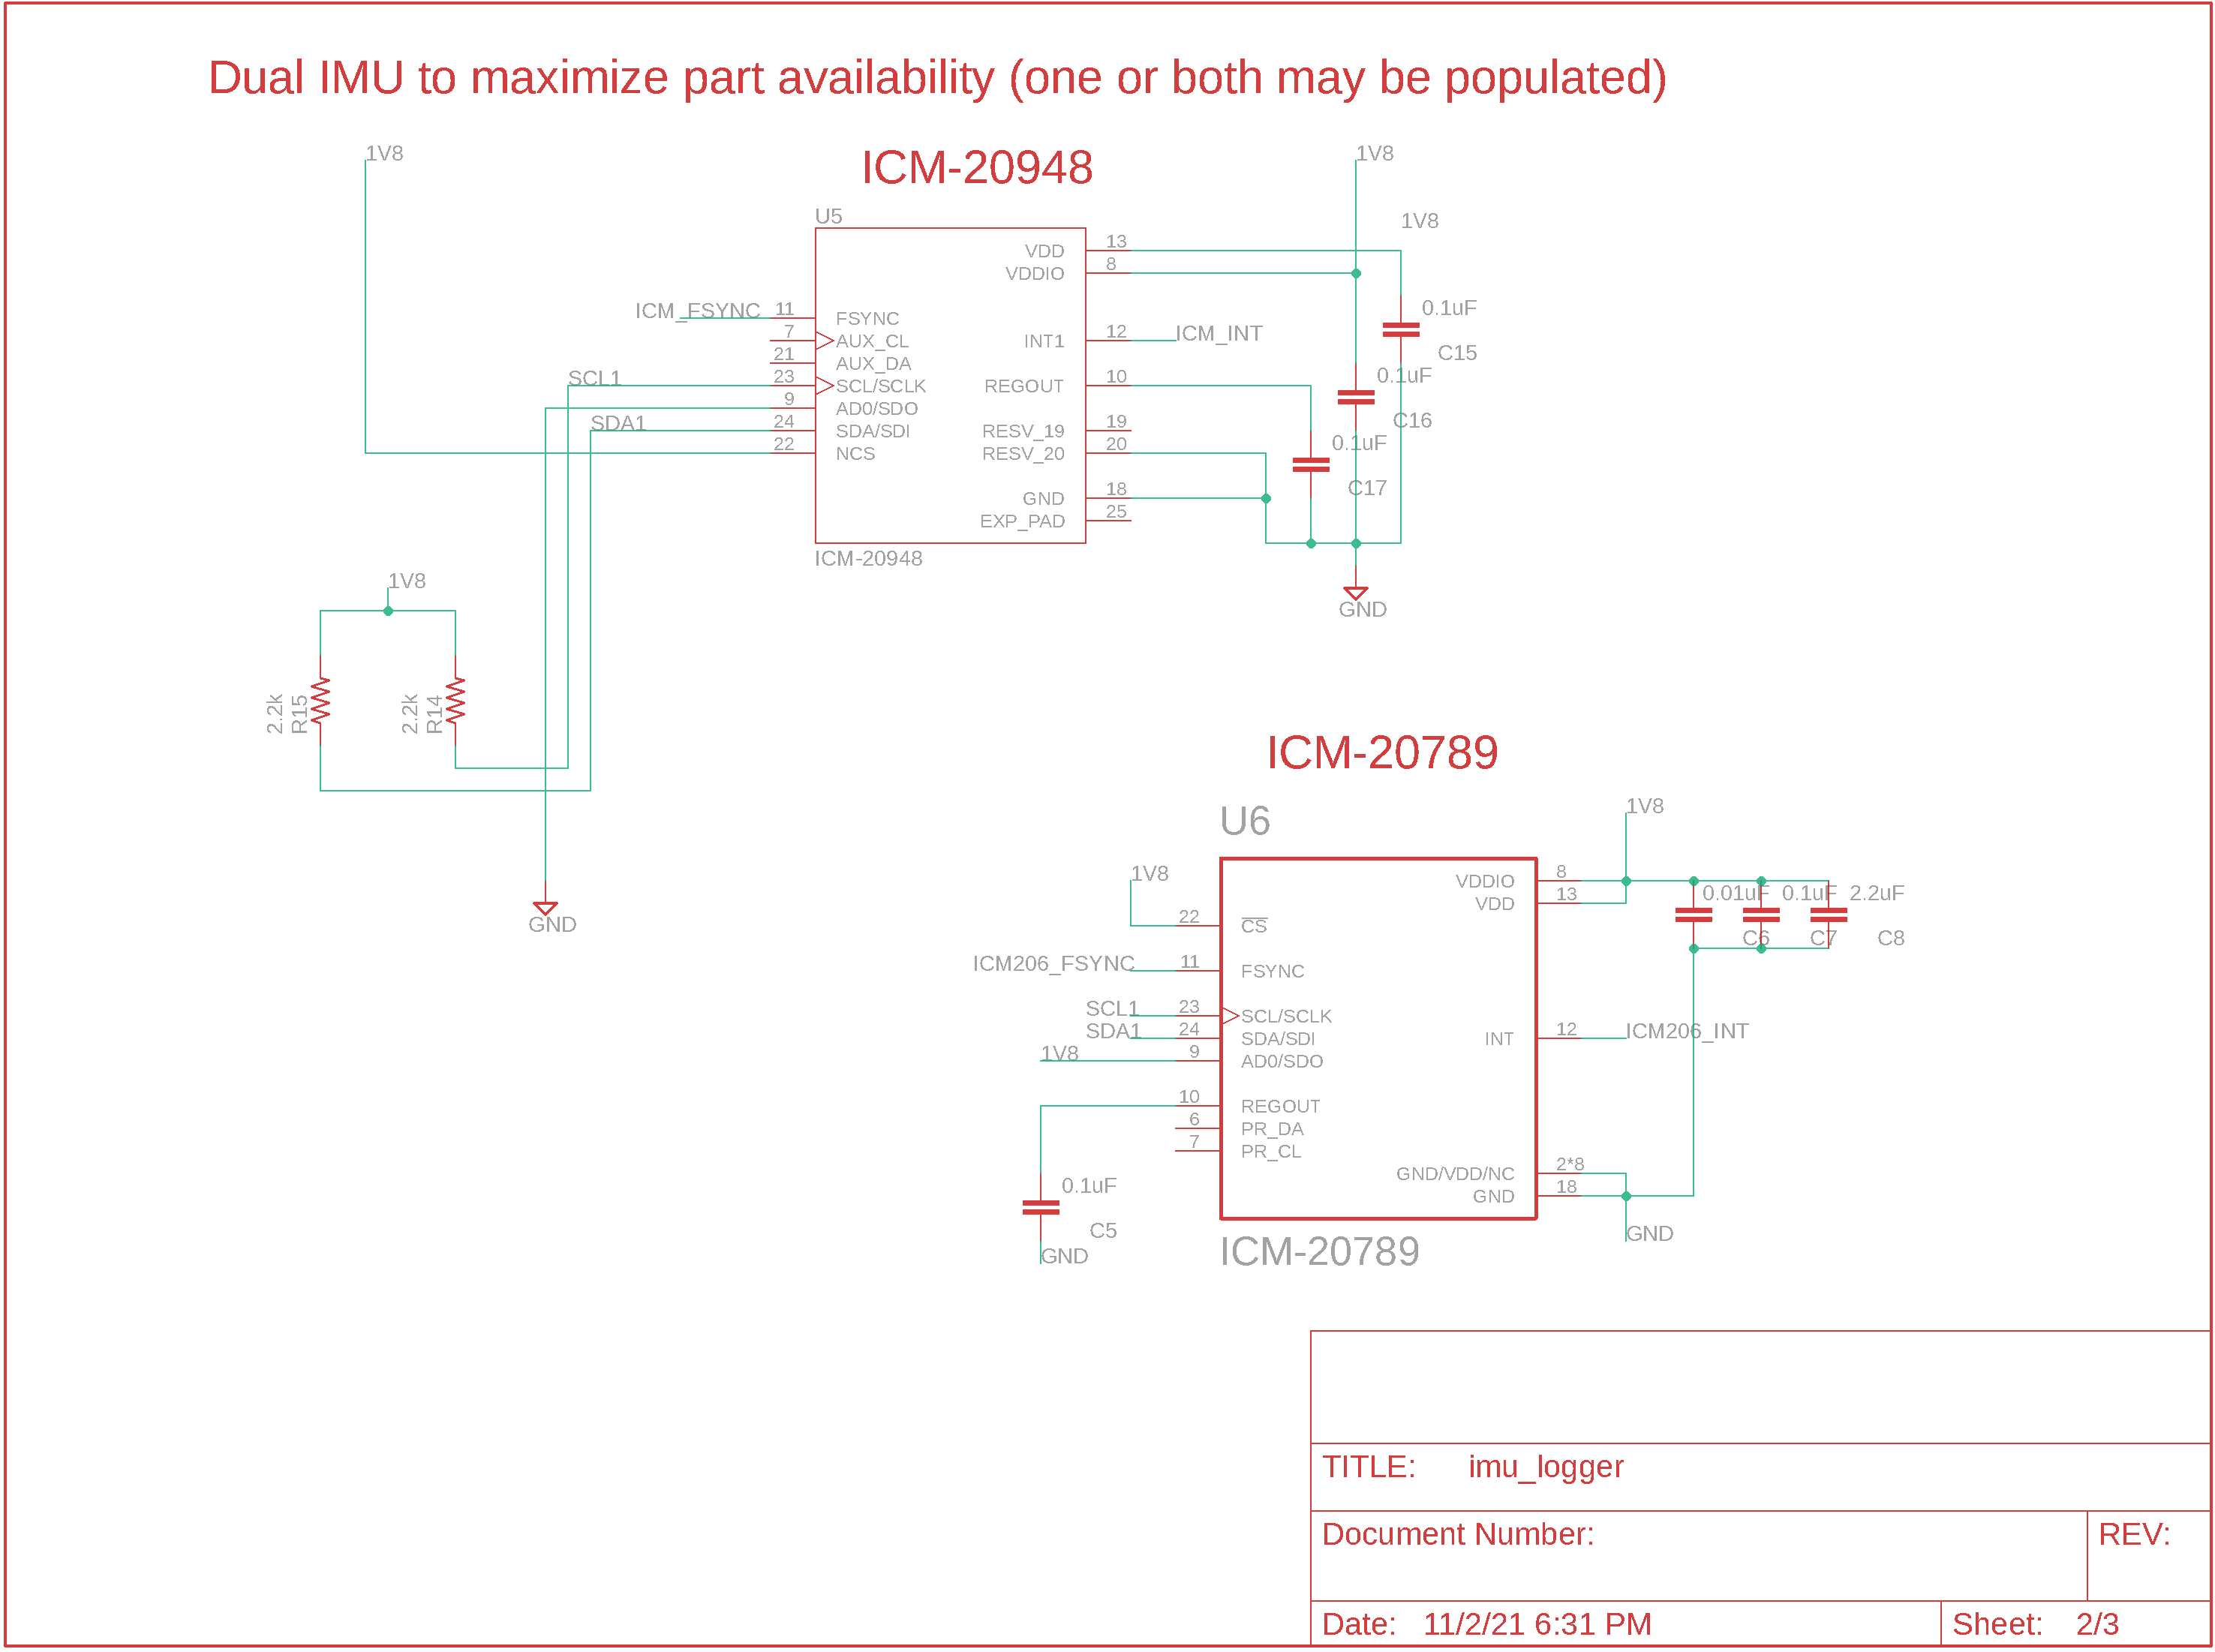 Dual IMU to maximize part availability (one or both may be populated)
1V8
ICM-20948
1V8
U5
1V8
VDD 13
VDDIO 8
ICM_FSYNC 11 FSYNC
7 AUX_CL
INT1 12 ICM_INT
0.1uF
C15
21 AUX_DA
SCL1 23 SCL/SCLK
REGOUT 10
0.1uF
C16
9 AD0/SDO
SDA1 24 SDA/SDI
RESV_19 19
22 NCS
RESV_20 20
0.1uF
C17
GND 18
EXP_PAD 25
ICM-20948
GND
1V8
2.2k
R15
2.2k
R14
GND
ICM-20789
U6
1V8
1V8
VDDIO 8
VDD 13
0.01uF 0.1uF 2.2uF
C6 C7 C8
22 CS
ICM206_FSYNC 11 FSYNC
SCL1 23 SCL/SCLK
SDA1 24 SDA/SDI
INT 12 ICM206_INT
1V8 9 AD0/SDO
10 REGOUT
6 PR_DA
7 PR_CL
GND/VDD/NC 2*8
GND 18
0.1uF
C5
GND
GND
ICM-20789
TITLE: imu_logger
Document Number:
REV:
Date: 11/2/21 6:31 PM
Sheet: 2/3